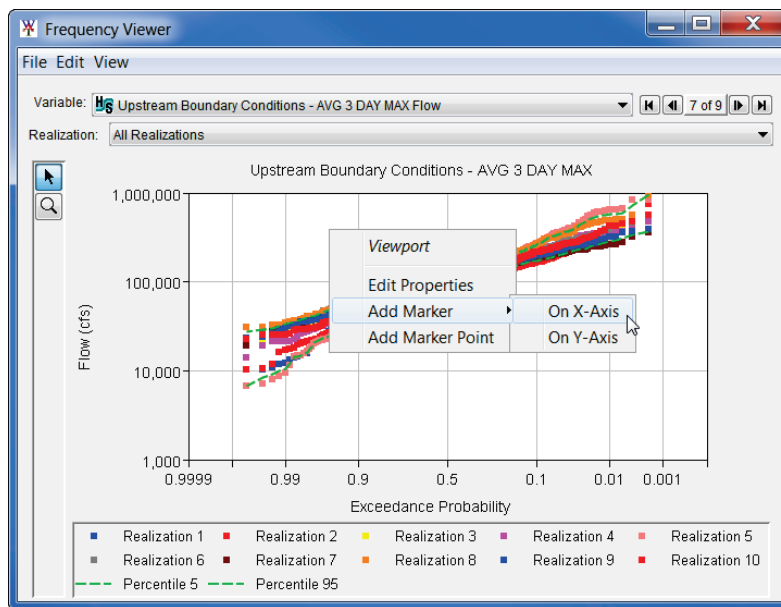 Frequency Viewer
File Edit View
Variable: Upstream Boundary Conditions - AVG 3 DAY MAX Flow 7 of 9
Realization: All Realizations
Upstream Boundary Conditions - AVG 3 DAY MAX
1,000,000
100,000
10,000
1,000
Flow (cfs)
Viewport
Edit Properties
Add Marker
Add Marker Point
On X-Axis
On Y-Axis
0.9999 0.99 0.9 0.5 0.1 0.01 0.001
Exceedance Probability
Realization 1 Realization 2 Realization 3 Realization 4 Realization 5
Realization 6 Realization 7 Realization 8 Realization 9 Realization 10
Percentile 5 Percentile 95